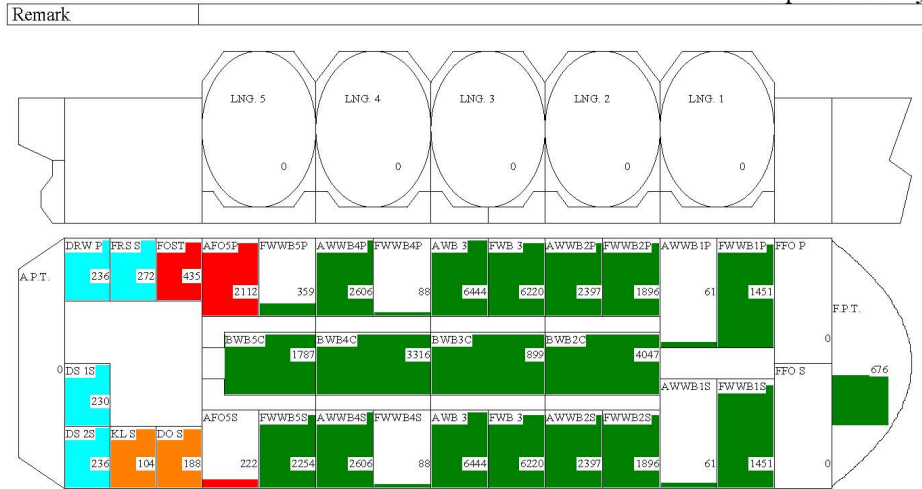 Remark
LNG. 5 LNG. 4 LNG. 3 LNG. 2 LNG. 1
0 0 0 0 0
DRW P FRS S FOST AFO5P FWWB5P AWWB4P FWWB4P AWB 3 FWB 3 AWWB2P FWWB2P AWWB1P FWWB1P FFO P
A.P.T. 236 272 435
2112 359 2606 88 6444 6220 2397 1896 61 1451
F.P.T.
BWB5C BWB4C BWB3C BWB2C 0
1787 3316 899 4047
0 DS 1S FFO S 676
AWWB1S FWWB1S
230
AFO5S FWWB5S AWWB4S FWWB4S AWB 3 FWB 3 AWWB2S FWWB2S
DS 2S KL S DO S
236 104 188 222 2254 2606 88 6444 6220 2397 1896 61 1451 0